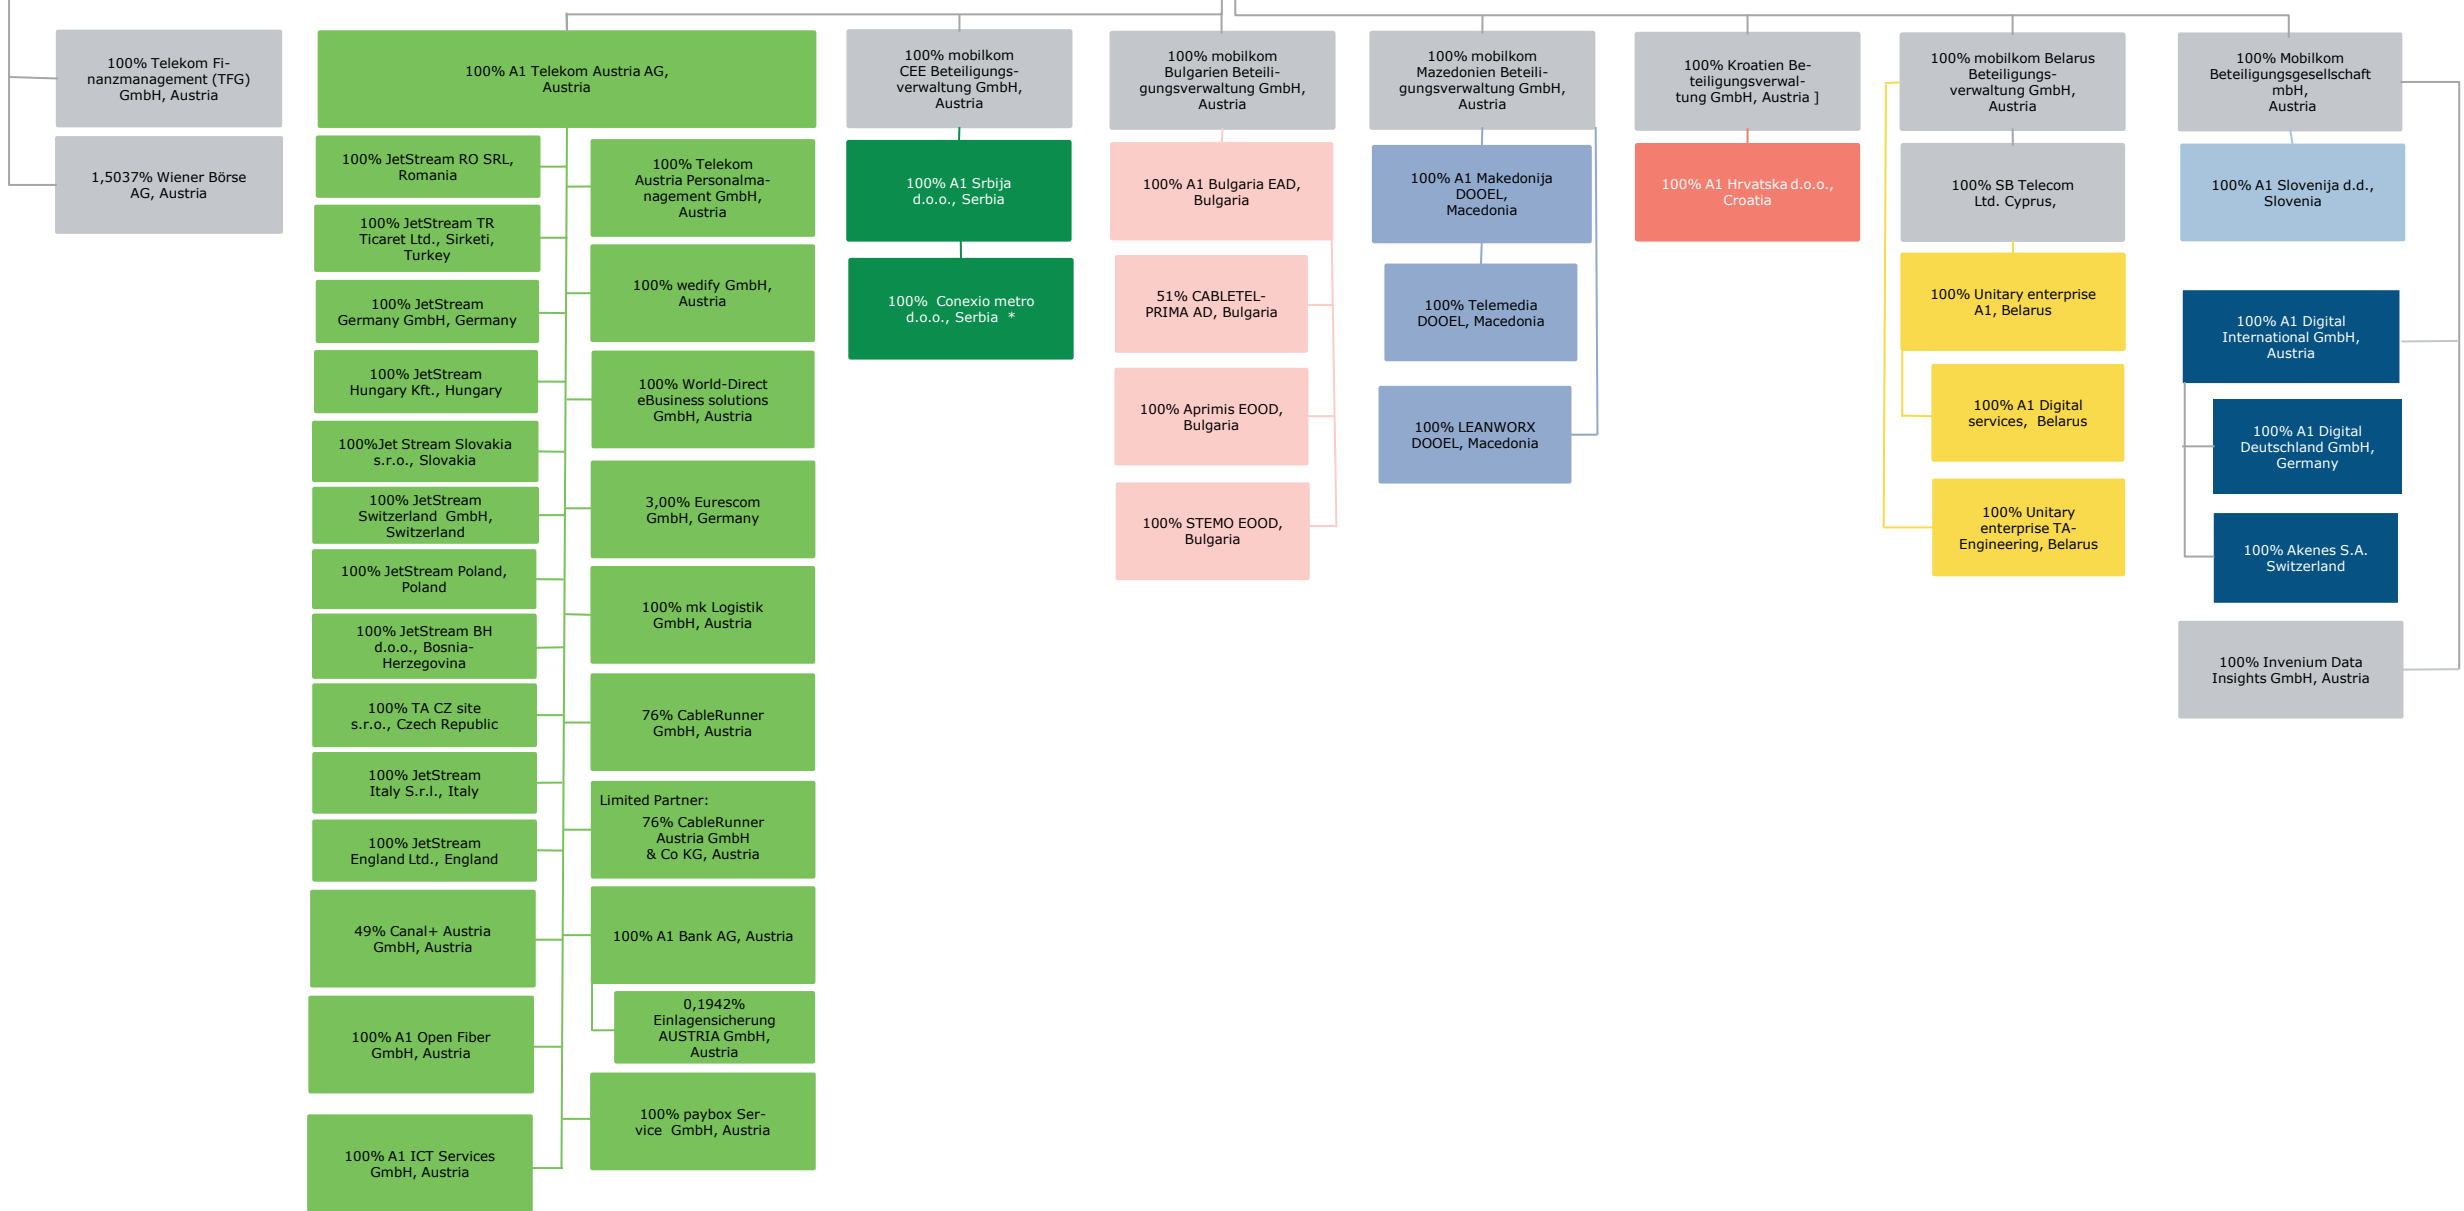 100% Telekom Fi-
nanzmanagement (TFG)
GmbH, Austria
1,5037% Wiener Börse
AG, Austria
100% A1 Telekom Austria AG,
Austria
100% JetStream RO SRL,
Romania
100% JetStream TR
Ticaret Ltd., Sirketi,
Turkey
100% JetStream
Germany GmbH, Germany
100% JetStream
Hungary Kft., Hungary
100%Jet Stream Slovakia
s.r.o., Slovakia
100% JetStream
Switzerland GmbH,
Switzerland
100% JetStream Poland,
Poland
100% JetStream BH
d.o.o., Bosnia-
Herzegovina
100% TA CZ site
s.r.o., Czech Republic
100% JetStream
Italy S.r.l., Italy
100% JetStream
England Ltd., England
49% Canal+ Austria
GmbH, Austria
100% A1 Open Fiber
GmbH, Austria
100% A1 ICT Services
GmbH, Austria
100% Telekom
Austria Personalma-
nagement GmbH,
Austria
100% wedify GmbH,
Austria
100% World-Direct
eBusiness solutions
GmbH, Austria
3,00% Eurescom
GmbH, Germany
100% mk Logistik
GmbH, Austria
76% CableRunner
GmbH, Austria
Limited Partner:
76% CableRunner
Austria GmbH
& Co KG, Austria
100% A1 Bank AG, Austria
0,1942%
Einlagensicherung
AUSTRIA GmbH,
Austria
100% paybox Ser-
vice GmbH, Austria
100% mobilkom
CEE Beteiligungs-
verwaltung GmbH,
Austria
100% A1 Srbija
d.o.o., Serbia
100% Conexio metro
d.o.o., Serbia *
100% mobilkom
Bulgarien Beteili-
gungsverwaltung GmbH,
Austria
100% A1 Bulgaria EAD,
Bulgaria
51% CABLETEL-
PRIMA AD, Bulgaria
100% Aprimis EOOD,
Bulgaria
100% STEMO EOOD,
Bulgaria
100% mobilkom
Mazedonien Beteili-
gungsverwaltung GmbH,
Austria
100% A1 Makedonija
DOOEL,
Macedonia
100% Telemedia
DOOEL, Macedonia
100% LEANWORX
DOOEL, Macedonia
100% Kroatien Be-
teiligungsverwal-
tung GmbH, Austria ]
100% A1 Hrvatska d.o.o.,
Croatia
100% mobilkom Belarus
Beteiligungs-
verwaltung GmbH,
Austria
100% SB Telecom
Ltd. Cyprus,
100% Unitary enterprise
A1, Belarus
100% A1 Digital
services, Belarus
100% Unitary
enterprise TA-
Engineering, Belarus
100% Mobilkom
Beteiligungsgesellschaft
mbH,
Austria
100% A1 Slovenija d.d.,
Slovenia
100% A1 Digital
International GmbH,
Austria
100% A1 Digital
Deutschland GmbH,
Germany
100% Akenes S.A.
Switzerland
100% Invenium Data
Insights GmbH, Austria